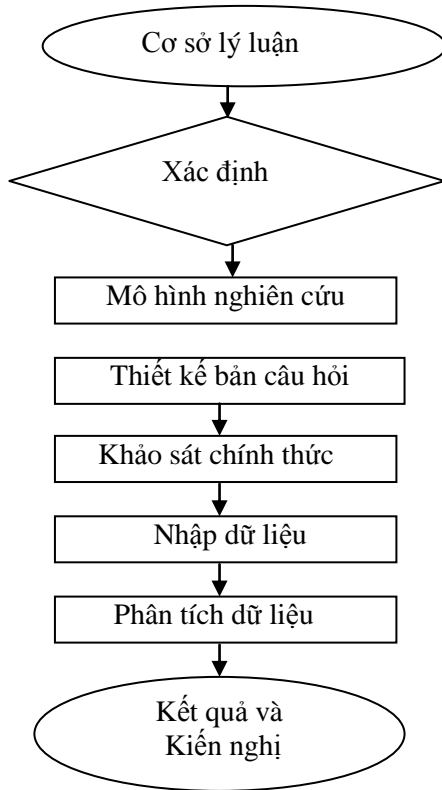 Cơ sở lý luận
Xác định
Mô hình nghiên cứu
Thiết kế bản câu hỏi
Khảo sát chính thức
Nhập dữ liệu
Phân tích dữ liệu
Kết quả và
Kiến nghị